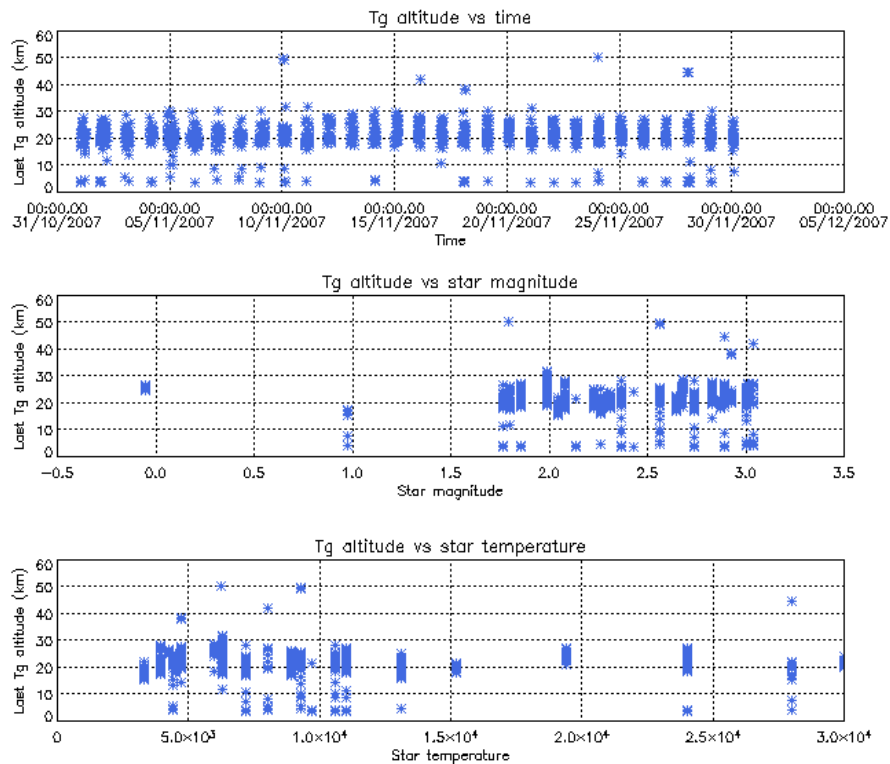 Tg altitude vs time
Last Tg altitude (km)
60
50
40
30
20
10
0
00:00.00 00:00.00 00:00.00 00:00.00 00:00.00 00:00.00 00:00.00 00:00.00
31/10/2007 05/11/2007 10/11/2007 15/11/2007 20/11/2007 25/11/2007 30/11/2007 05/12/2007
Time
Tg altitude vs star magnitude
Last Tg altitude (km)
60
50
40
30
20
10
0
-0.5 0.0 0.5 1.0 1.5 2.0 2.5 3.0 3.5
Star magnitude
Tg altitude vs star temperature
Last Tg altitude (km)
60
50
40
30
20
10
0
0 5.0×10³ 1.0×10⁴ 1.5×10⁴ 2.0×10⁴ 2.5×10⁴ 3.0×10⁴
Star temperature